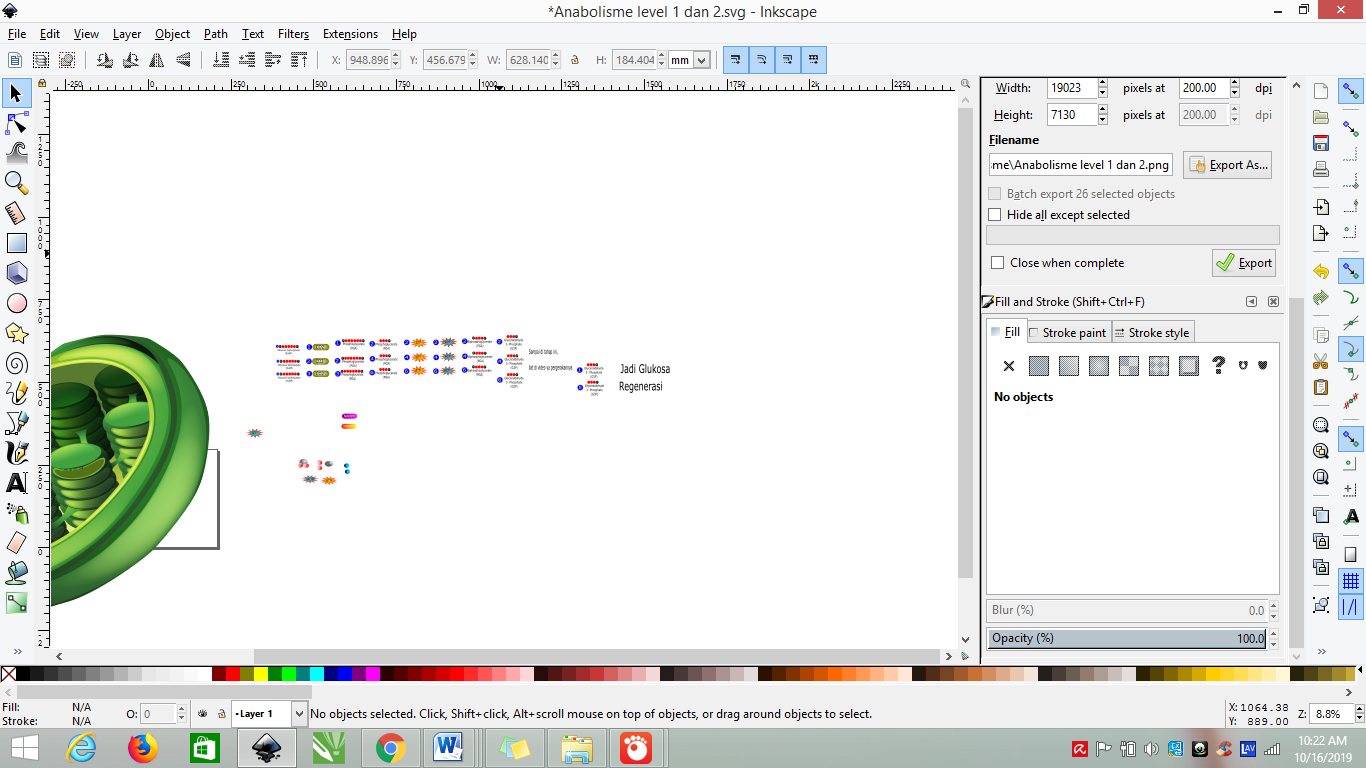 *Anabolisme level 1 dan 2.svg - Inkscape
File Edit View Layer Object Path Text Filters Extensions Help
X: 948.896 Y: 456.679 W: 628.140 H: 184.404 mm
Width: 19023 pixels at 200.00 dpi
Height: 7130 pixels at 200.00 dpi
Filename
:me\Anabolisme level 1 dan 2.png Export As...
Batch export 26 selected objects
Hide all except selected
Close when complete Export
Fill and Stroke (Shift+Ctrl+F)
Fill Stroke paint Stroke style
No objects
Sampai di tahap ini,
Jadi Glukosa
Regenerasi
Blur (%) 0.0
Opacity (%) 100.0
Fill: N/A
Stroke: N/A
O: 0
Layer 1
No objects selected. Click, Shift+click, Alt+scroll mouse on top of objects, or drag around objects to select.
X: 1064.38
Y: 889.00
Z: 8.8%
10:22 AM
10/16/2019